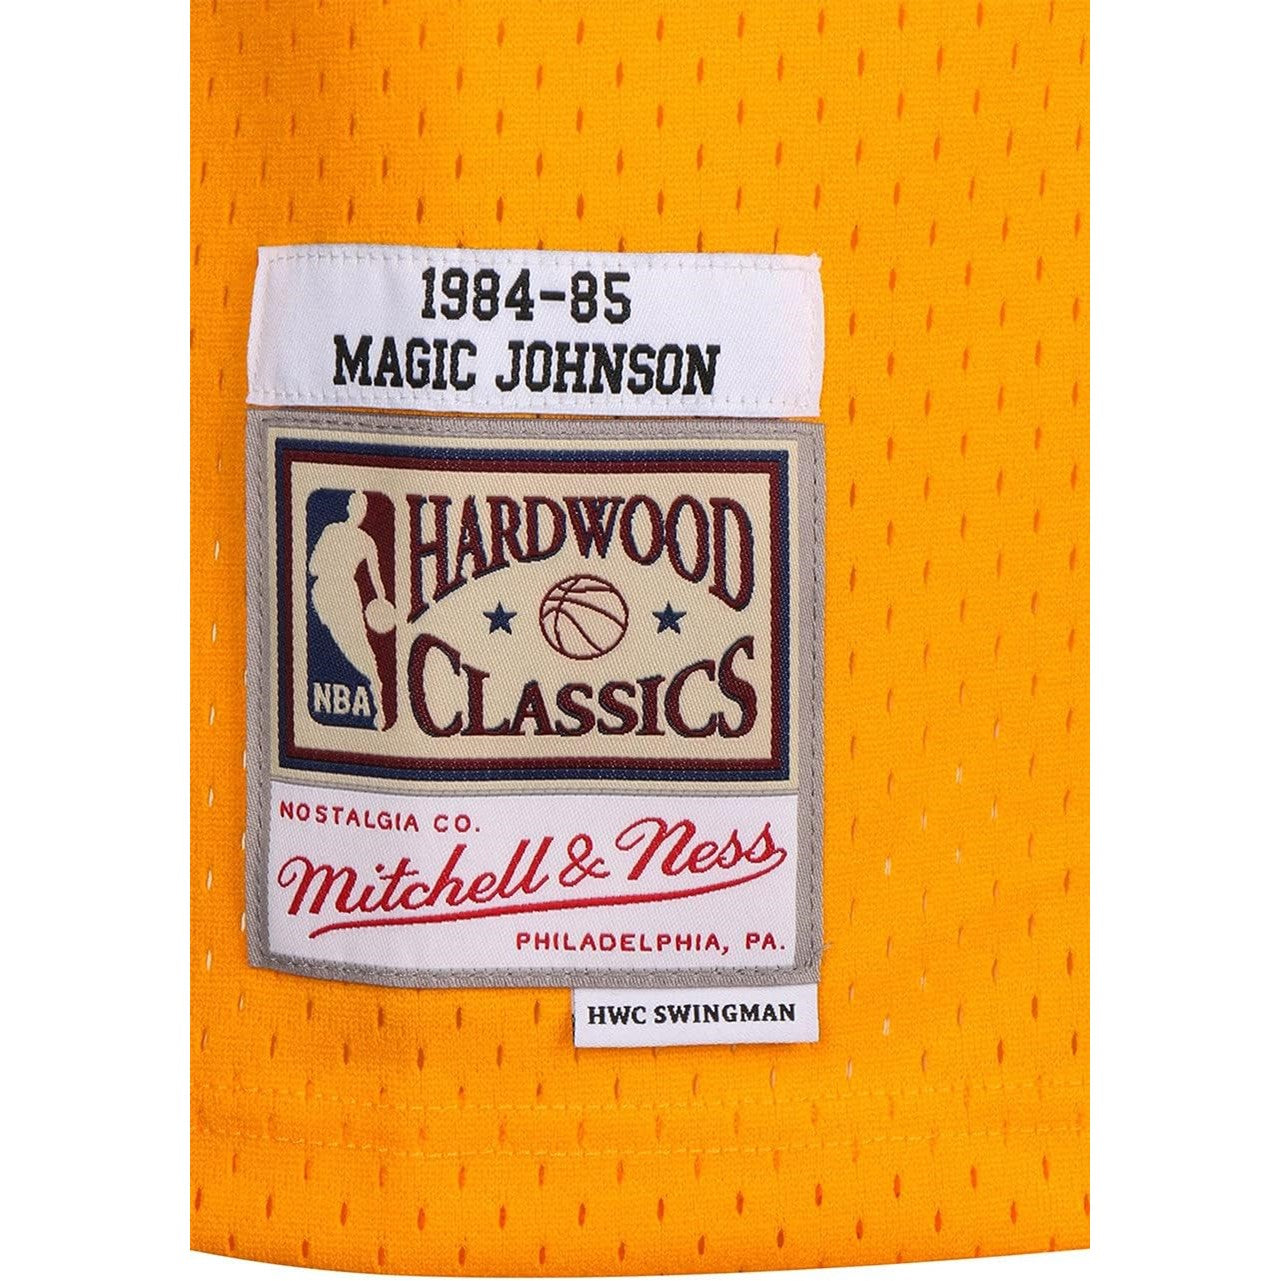 1984-85
MAGIC JOHNSON
HARDWOOD
CLASSICS
NBA
NOSTALGIA CO.
Mitchell & Ness
PHILADELPHIA, PA.
HWC SWINGMAN